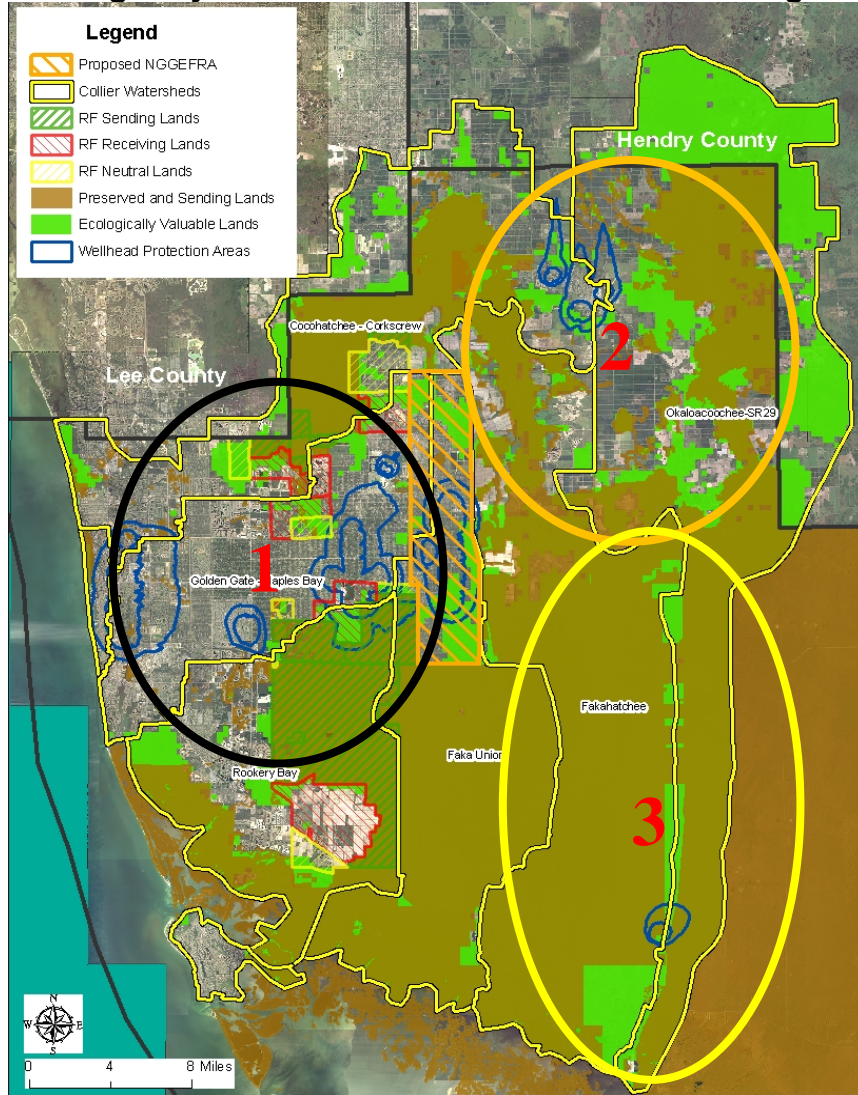 Legend
Proposed NGGEFRA
Collier Watersheds
RF Sending Lands
RF Receiving Lands
RF Neutral Lands
Preserved and Sending Lands
Ecologically Valuable Lands
Wellhead Protection Areas
Hendry County
Cocohatchee - Corkscrew
Lee County
2
Okaloacoochee-SR29
1
Golden Gate - Naples Bay
Fakahatchee
Faka Union
Rookery Bay
3
N
W E
S
0 4 8 Miles